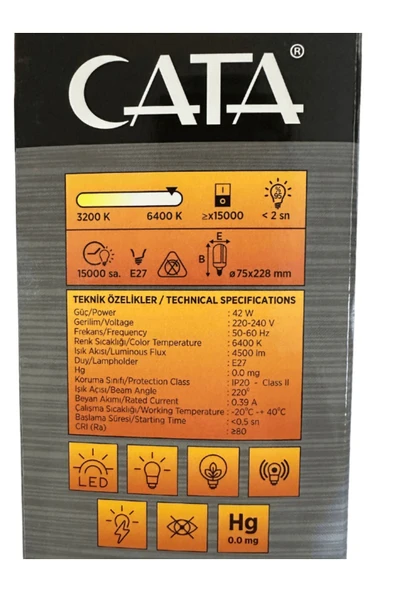 CATA®
3200 K 6400 K ≥x15000 < 2 sn
15000 sa. E27 B E ø75x228 mm
TEKNİK ÖZELİKLER / TECHNICAL SPECIFICATIONS
Güç/Power : 42 W
Gerilim/Voltage : 220-240 V
Frekans/Frequency : 50-60 Hz
Renk Sıcaklığı/Color Temperature : 6400 K
Işık Akısı/Luminous Flux : 4500 lm
Duy/Lampholder : E27
Hg : 0.0 mg
Koruma Sınıfı/Protection Class : IP20 - Class II
Işık Açısı/Beam Angle : 220°
Beyan Akımı/Rated Current : 0.39 A
Çalışma Sıcaklığı/Working Temperature : -20°C -+ 40°C
Başlama Süresi/Starting Time : <0,5 sn
CRI (Ra) : ≥80
LED
Hg
0.0 mg